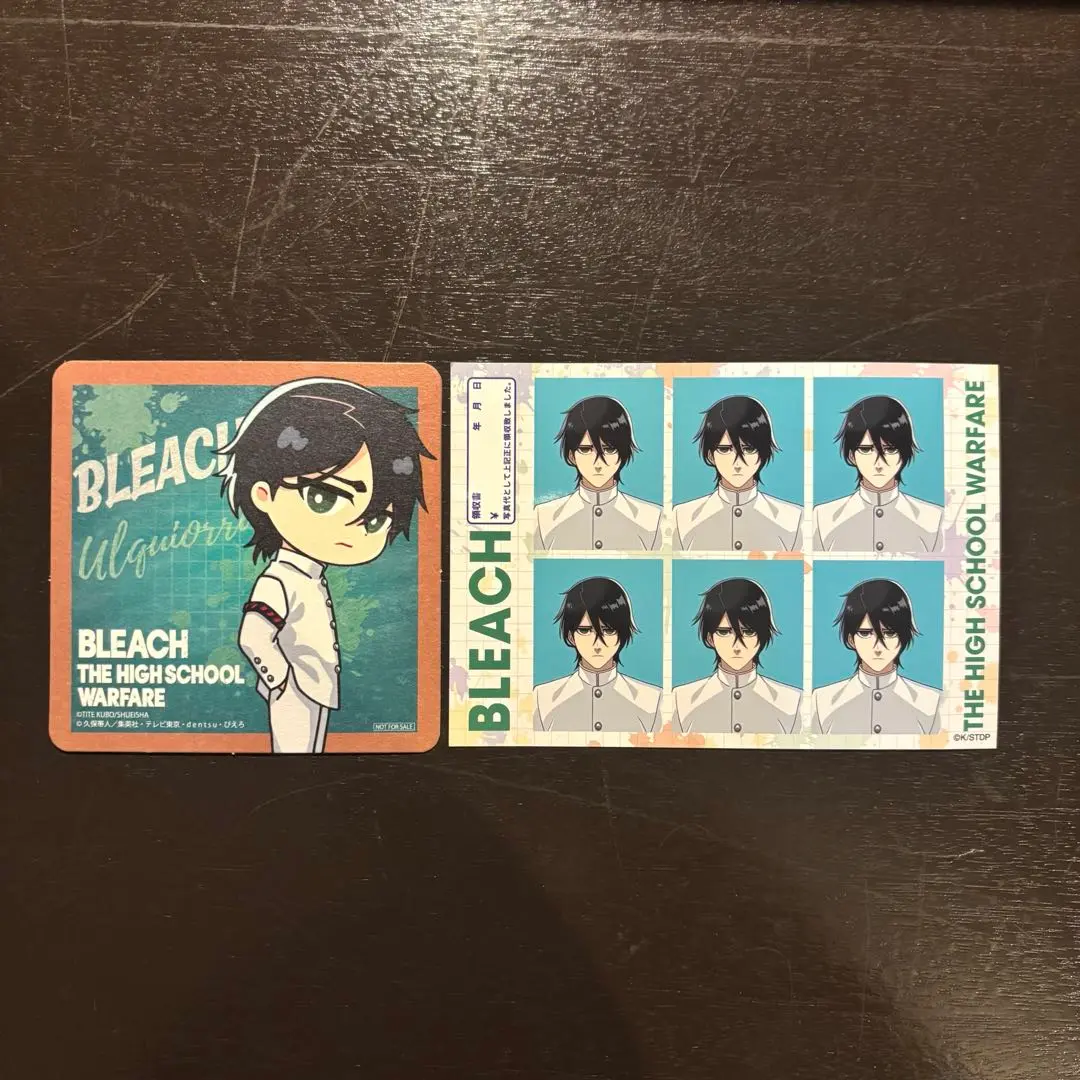 BLEACH
Ulquiorra
BLEACH
THE HIGH SCHOOL
WARFARE
©TITE KUBO/SHUEISHA
©久保帯人/集英社・テレビ東京・dentsu・ぴえろ
NOT FOR SALE
領収書 年 月 日
¥
写真代として上記正に領収致しました。
BLEACH
THE HIGH SCHOOL WARFARE
©K/STDP